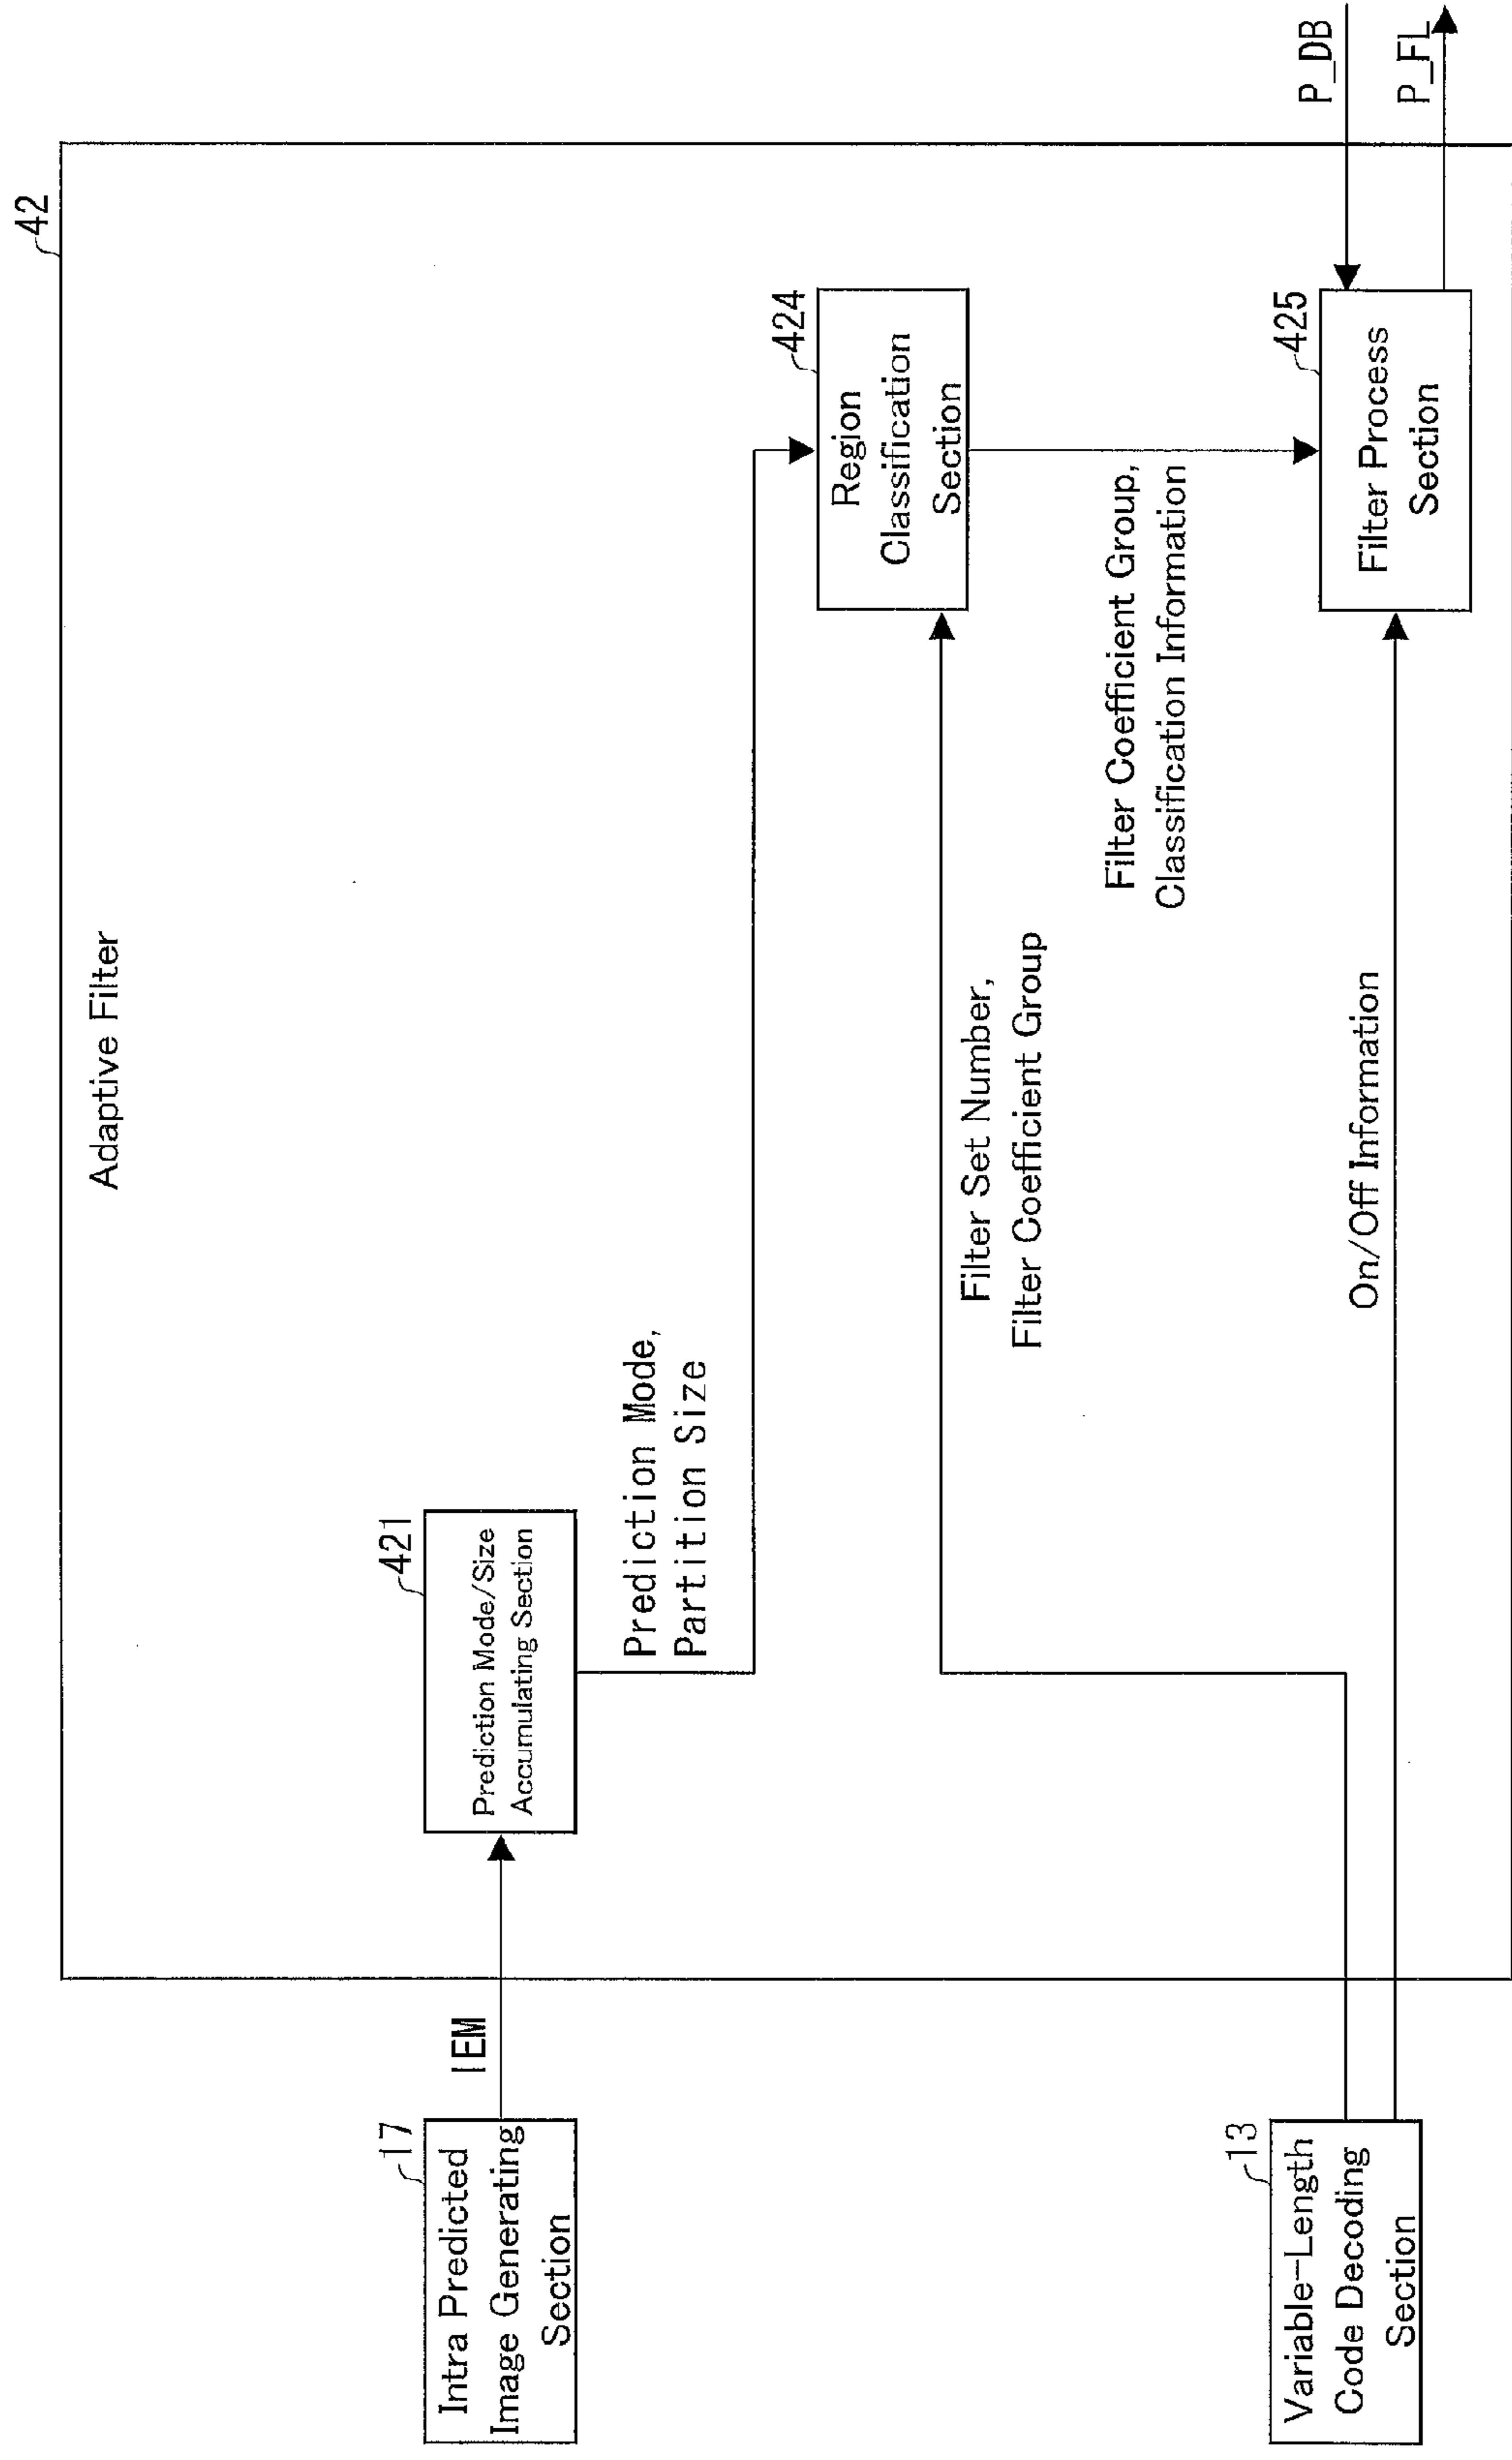 42
Adaptive Filter
17
Intra Predicted
Image Generating
Section
IEM
421
Prediction Mode/Size
Accumulating Section
Prediction Mode,
Partition Size
424
Region
Classification
Section
Filter Set Number,
Filter Coefficient Group
Filter Coefficient Group,
Classification Information
13
Variable-Length
Code Decoding
Section
On/Off Information
425
Filter Process
Section
P_DB
P_FL